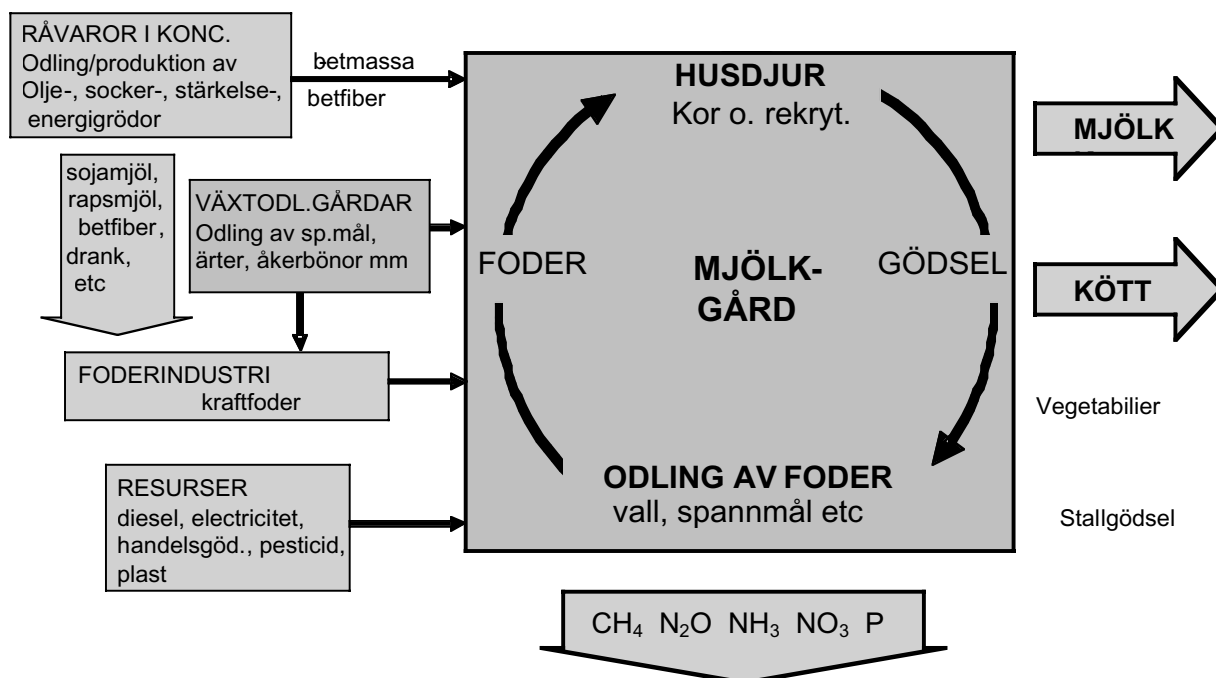 RÅVAROR I KONC.
Odling/produktion av
Olje-, socker-, stärkelse-,
energigrödor
betmassa
betfiber
sojamjöl,
rapsmjöl,
betfiber,
drank,
etc
VÄXTODL.GÅRDAR
Odling av sp.mål,
ärter, åkerbönor mm
FODERINDUSTRI
kraftfoder
RESURSER
diesel, electricitet,
handelsgöd., pesticid,
plast
HUSDJUR
Kor o. rekryt.
FODER
MJÖLK-
GÅRD
GÖDSEL
ODLING AV FODER
vall, spannmål etc
MJÖLK
KÖTT
Vegetabilier
Stallgödsel
CH₄ N₂O NH₃ NO₃ P